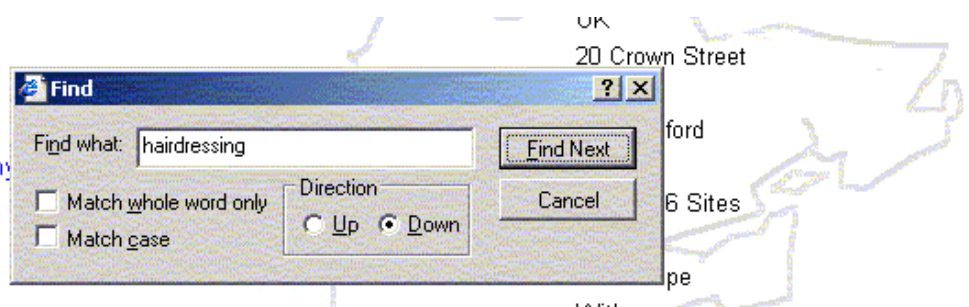 UK
20 Crown Street
Find
ford
Find what: hairdressing
Find Next
6 Sites
Match whole word only
Direction
Cancel
Match case
Up
Down
pe